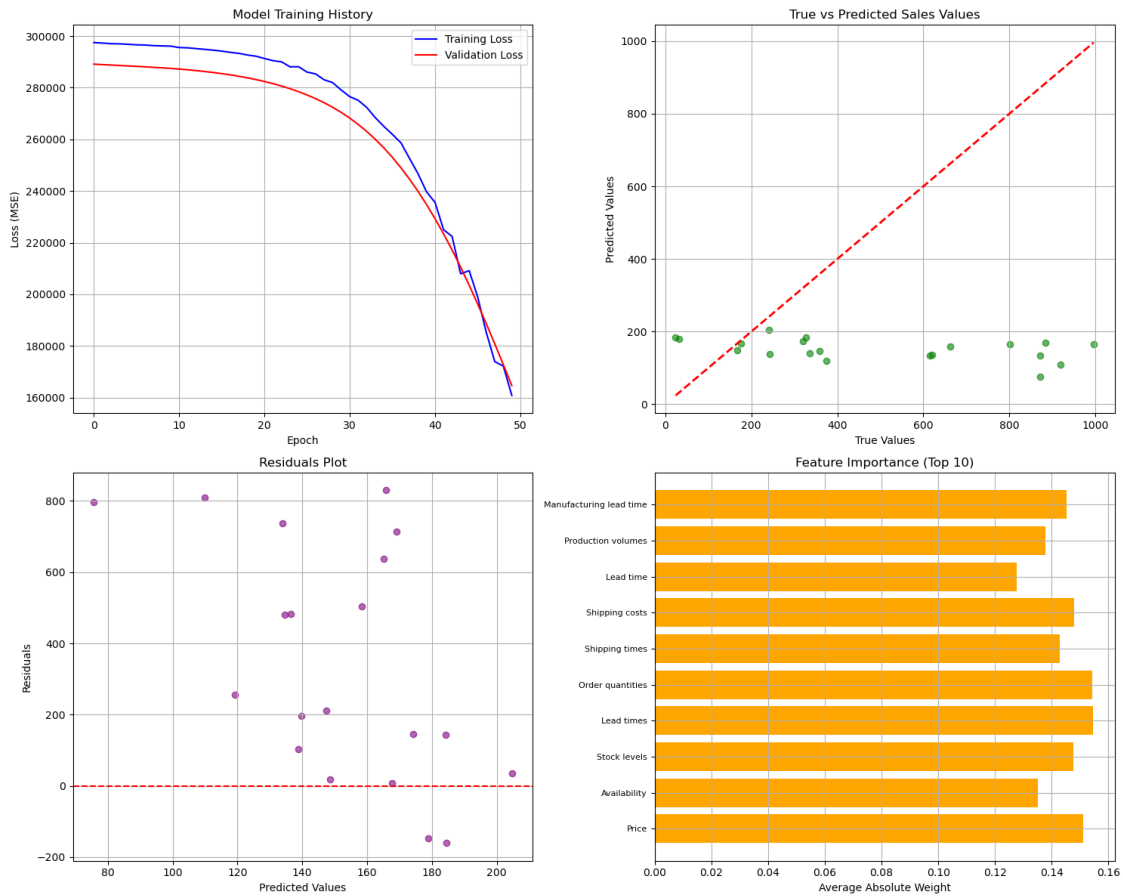 Model Training History
Training Loss
Validation Loss
300000
280000
260000
240000
220000
200000
180000
160000
Loss (MSE)
0
10
20
30
40
50
Epoch
True vs Predicted Sales Values
1000
800
600
400
200
0
Predicted Values
0
200
400
600
800
1000
True Values
Residuals Plot
800
600
400
200
0
−200
Residuals
80
100
120
140
160
180
200
Predicted Values
Feature Importance (Top 10)
Manufacturing lead time
Production volumes
Lead time
Shipping costs
Shipping times
Order quantities
Lead times
Stock levels
Availability
Price
0.00
0.02
0.04
0.06
0.08
0.10
0.12
0.14
0.16
Average Absolute Weight